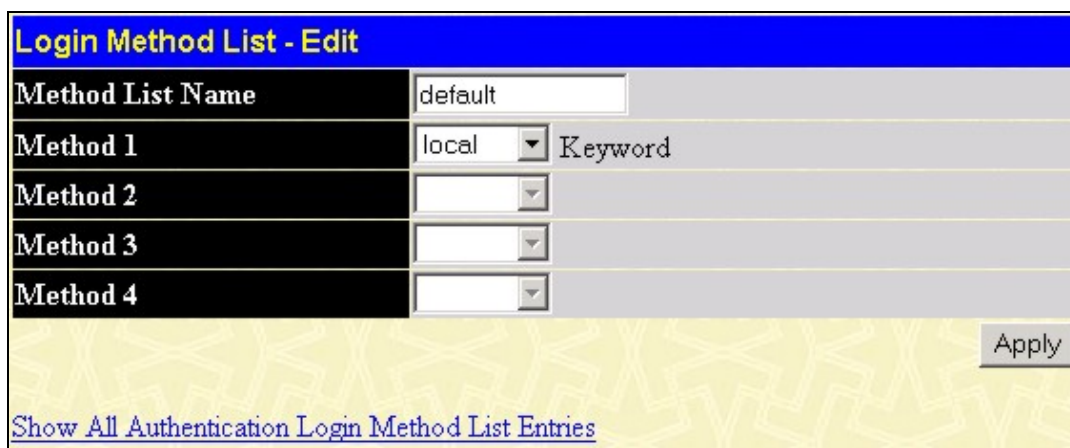 Login Method List - Edit
Method List Name default
Method 1 local Keyword
Method 2
Method 3
Method 4
Apply
Show All Authentication Login Method List Entries